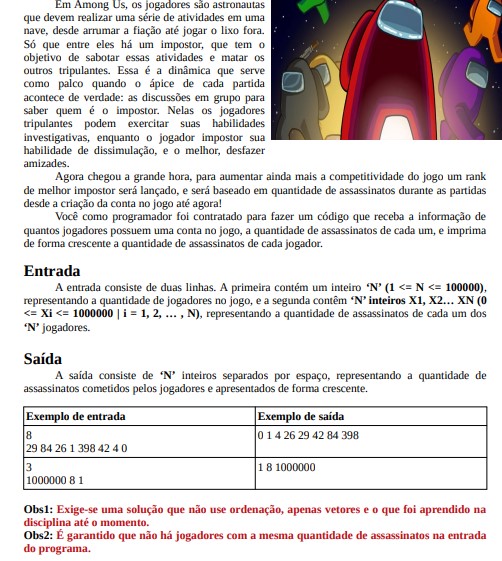 Em Among Us, os jogadores são astronautas
que devem realizar uma série de atividades em uma
nave, desde arrumar a fiação até jogar o lixo fora.
Só que entre eles há um impostor, que tem o
objetivo de sabotar essas atividades e matar os
outros tripulantes. Essa é a dinâmica que serve
como palco quando o ápice de cada partida
acontece de verdade: as discussões em grupo para
saber quem é o impostor. Nelas os jogadores
tripulantes podem exercitar suas habilidades
investigativas, enquanto o jogador impostor sua
habilidade de dissimulação, e o melhor, desfazer
amizades.
Agora chegou a grande hora, para aumentar ainda mais a competitividade do jogo um rank
de melhor impostor será lançado, e será baseado em quantidade de assassinatos durante as partidas
desde a criação da conta no jogo até agora!
Você como programador foi contratado para fazer um código que receba a informação de
quantos jogadores possuem uma conta no jogo, a quantidade de assassinatos de cada um, e imprima
de forma crescente a quantidade de assassinatos de cada jogador.
Entrada
A entrada consiste de duas linhas. A primeira contém um inteiro ‘N’ (1 <= N <= 100000),
representando a quantidade de jogadores no jogo, e a segunda contêm ‘N’ inteiros X1, X2… XN (0
<= Xi <= 1000000 | i = 1, 2, … , N), representando a quantidade de assassinatos de cada um dos
‘N’ jogadores.
Saída
A saída consiste de ‘N’ inteiros separados por espaço, representando a quantidade de
assassinatos cometidos pelos jogadores e apresentados de forma crescente.
Exemplo de entrada Exemplo de saída
8 0 1 4 26 29 42 84 398
29 84 26 1 398 42 4 0
3 1 8 1000000
1000000 8 1
Obs1: Exige-se uma solução que não use ordenação, apenas vetores e o que foi aprendido na
disciplina até o momento.
Obs2: É garantido que não há jogadores com a mesma quantidade de assassinatos na entrada
do programa.